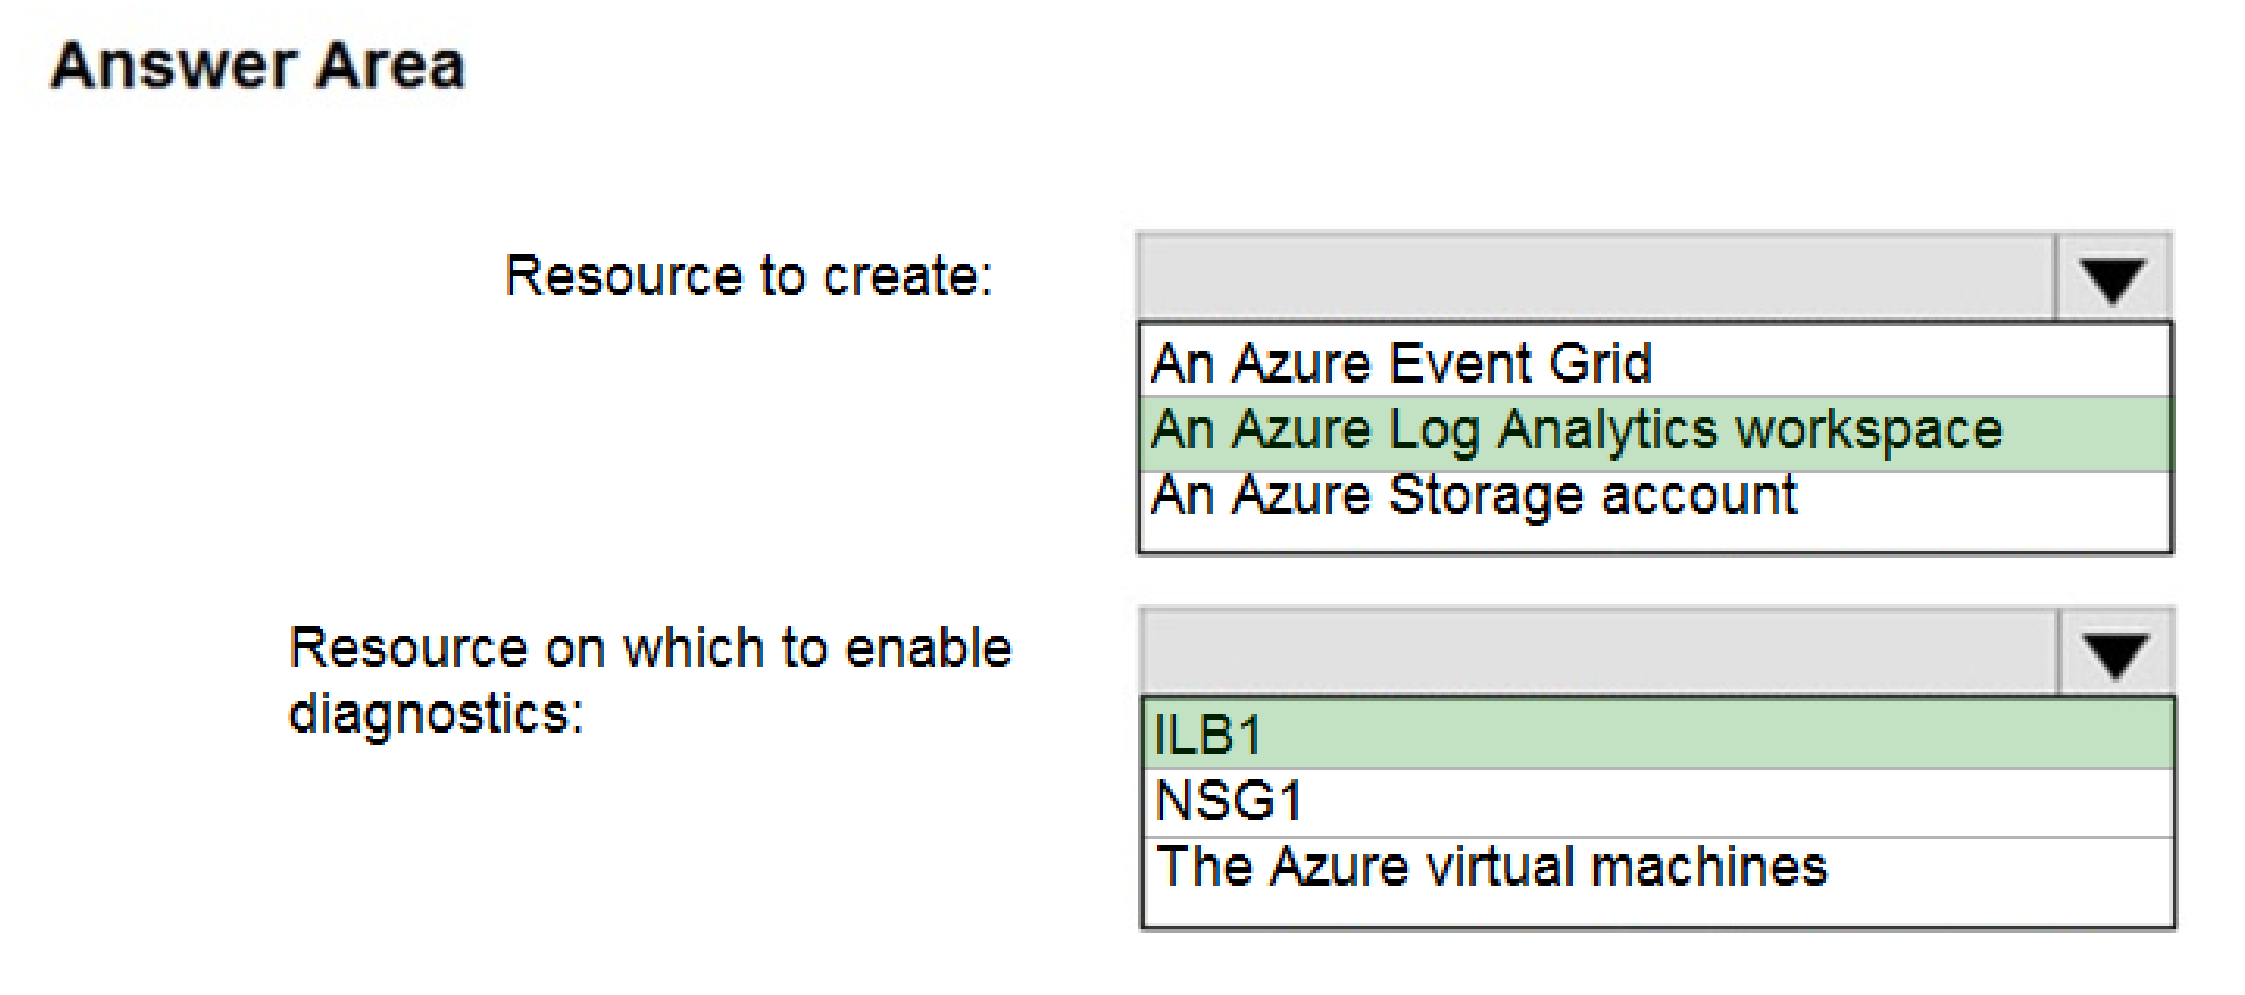 Answer Area
Resource to create:
An Azure Event Grid
An Azure Log Analytics workspace
An Azure Storage account
Resource on which to enable
diagnostics:
ILB1
NSG1
The Azure virtual machines